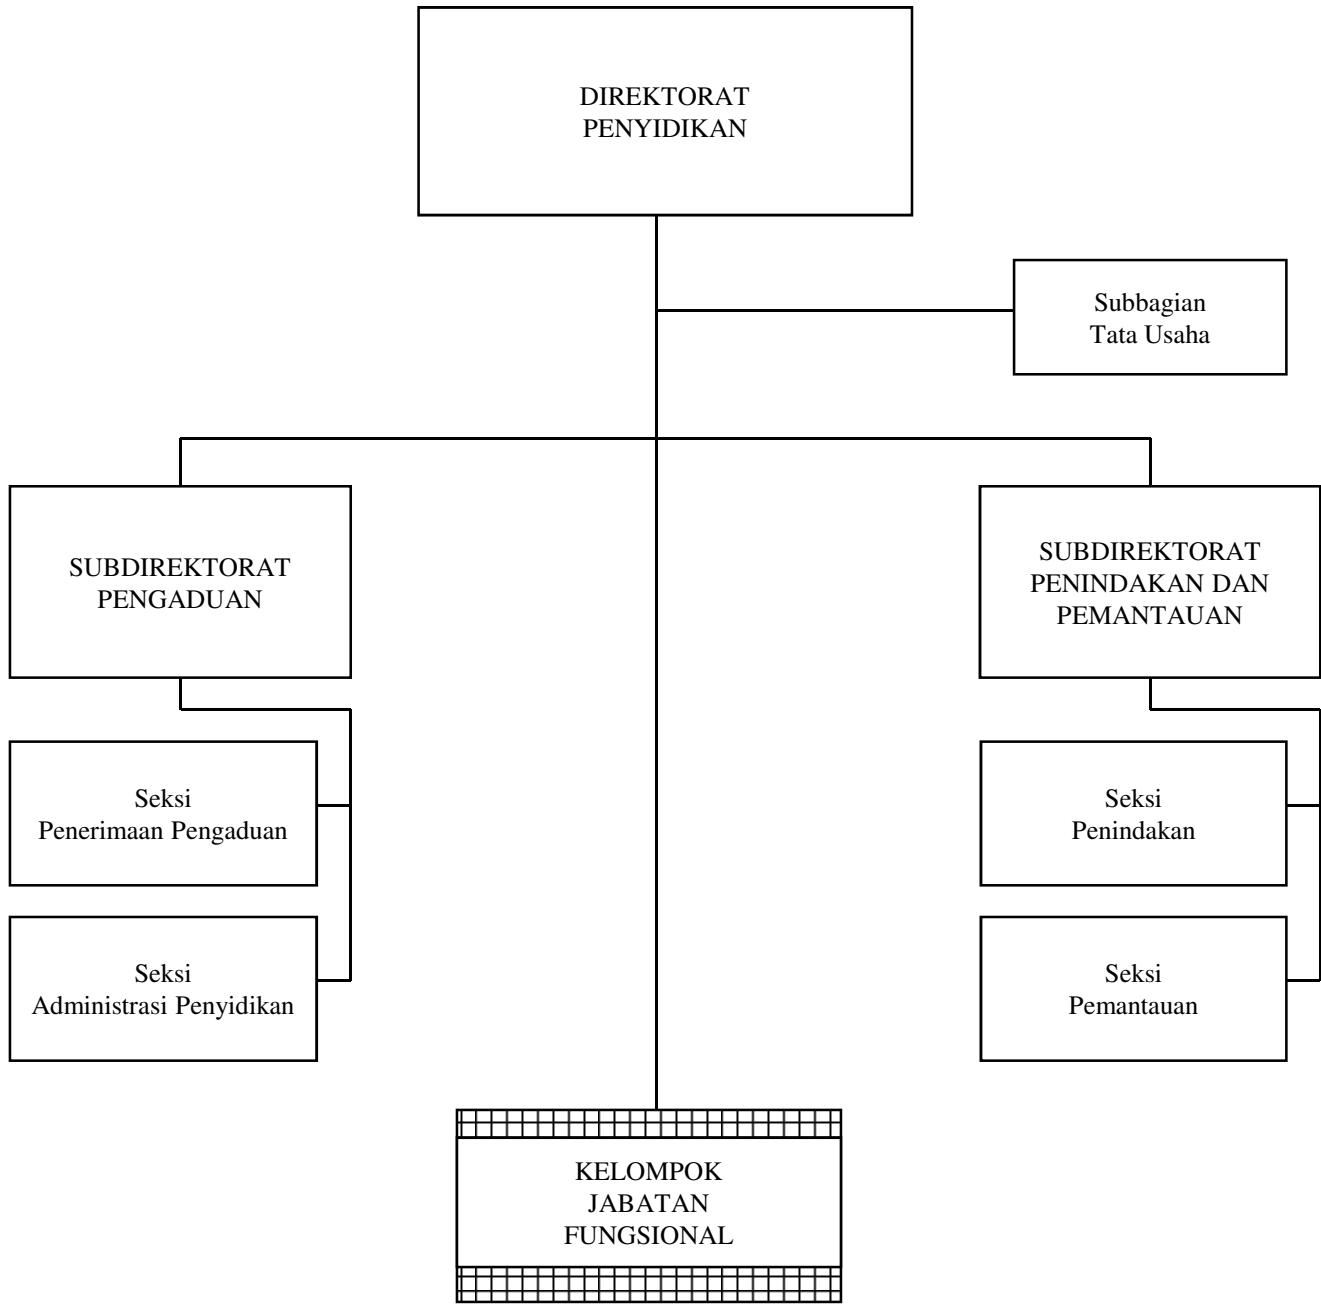 DIREKTORAT
PENYIDIKAN
Subbagian
Tata Usaha
SUBDIREKTORAT
PENGADUAN
SUBDIREKTORAT
PENINDAKAN DAN
PEMANTAUAN
Seksi
Penerimaan Pengaduan
Seksi
Penindakan
Seksi
Administrasi Penyidikan
Seksi
Pemantauan
KELOMPOK
JABATAN
FUNGSIONAL